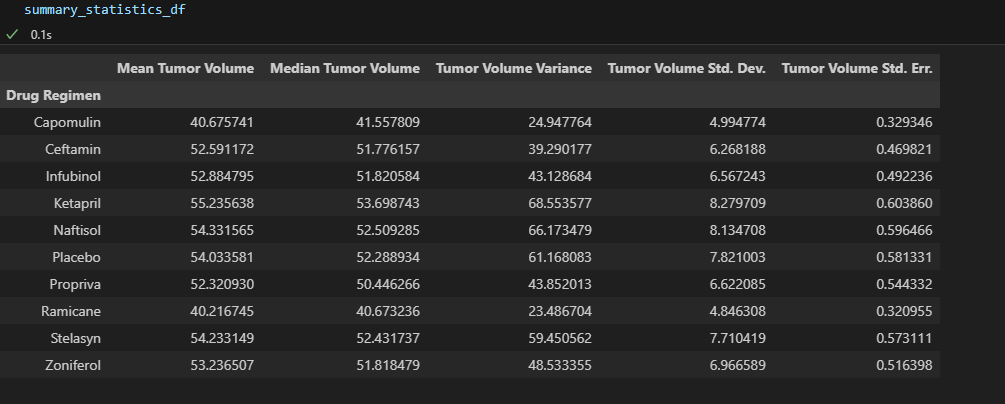 summary_statistics_df
0.1s
Mean Tumor Volume Median Tumor Volume Tumor Volume Variance Tumor Volume Std. Dev. Tumor Volume Std. Err.
Drug Regimen
Capomulin 40.675741 41.557809 24.947764 4.994774 0.329346
Ceftamin 52.591172 51.776157 39.290177 6.268188 0.469821
Infubinol 52.884795 51.820584 43.128684 6.567243 0.492236
Ketapril 55.235638 53.698743 68.553577 8.279709 0.603860
Naftisol 54.331565 52.509285 66.173479 8.134708 0.596466
Placebo 54.033581 52.288934 61.168083 7.821003 0.581331
Propriva 52.320930 50.446266 43.852013 6.622085 0.544332
Ramicane 40.216745 40.673236 23.486704 4.846308 0.320955
Stelasyn 54.233149 52.431737 59.450562 7.710419 0.573111
Zoniferol 53.236507 51.818479 48.533355 6.966589 0.516398